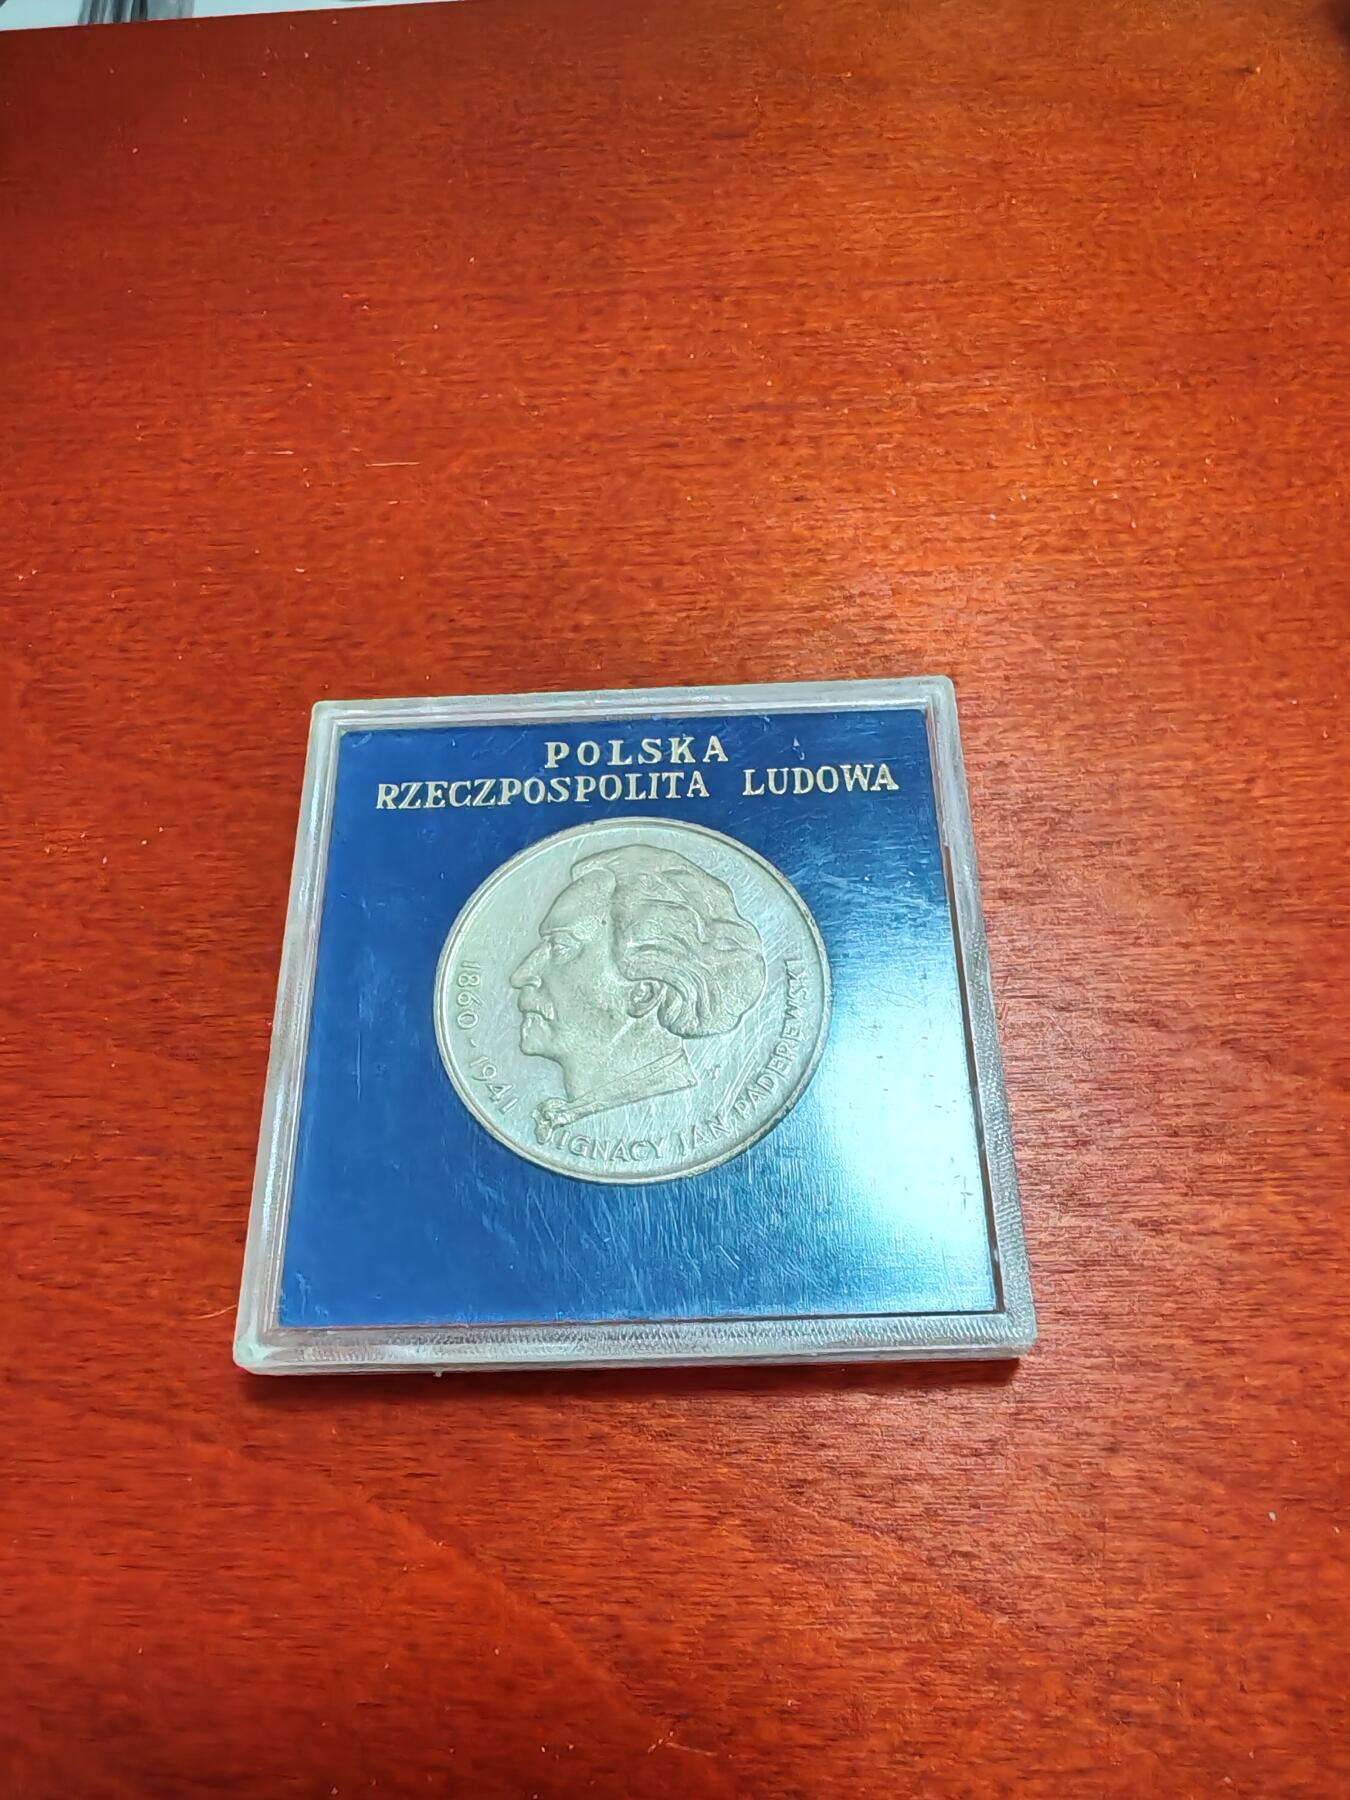 POLSKA
RZECZPOSPOLITA LUDOWA
1860-1941
IGNACY JAN PADEREWSKI